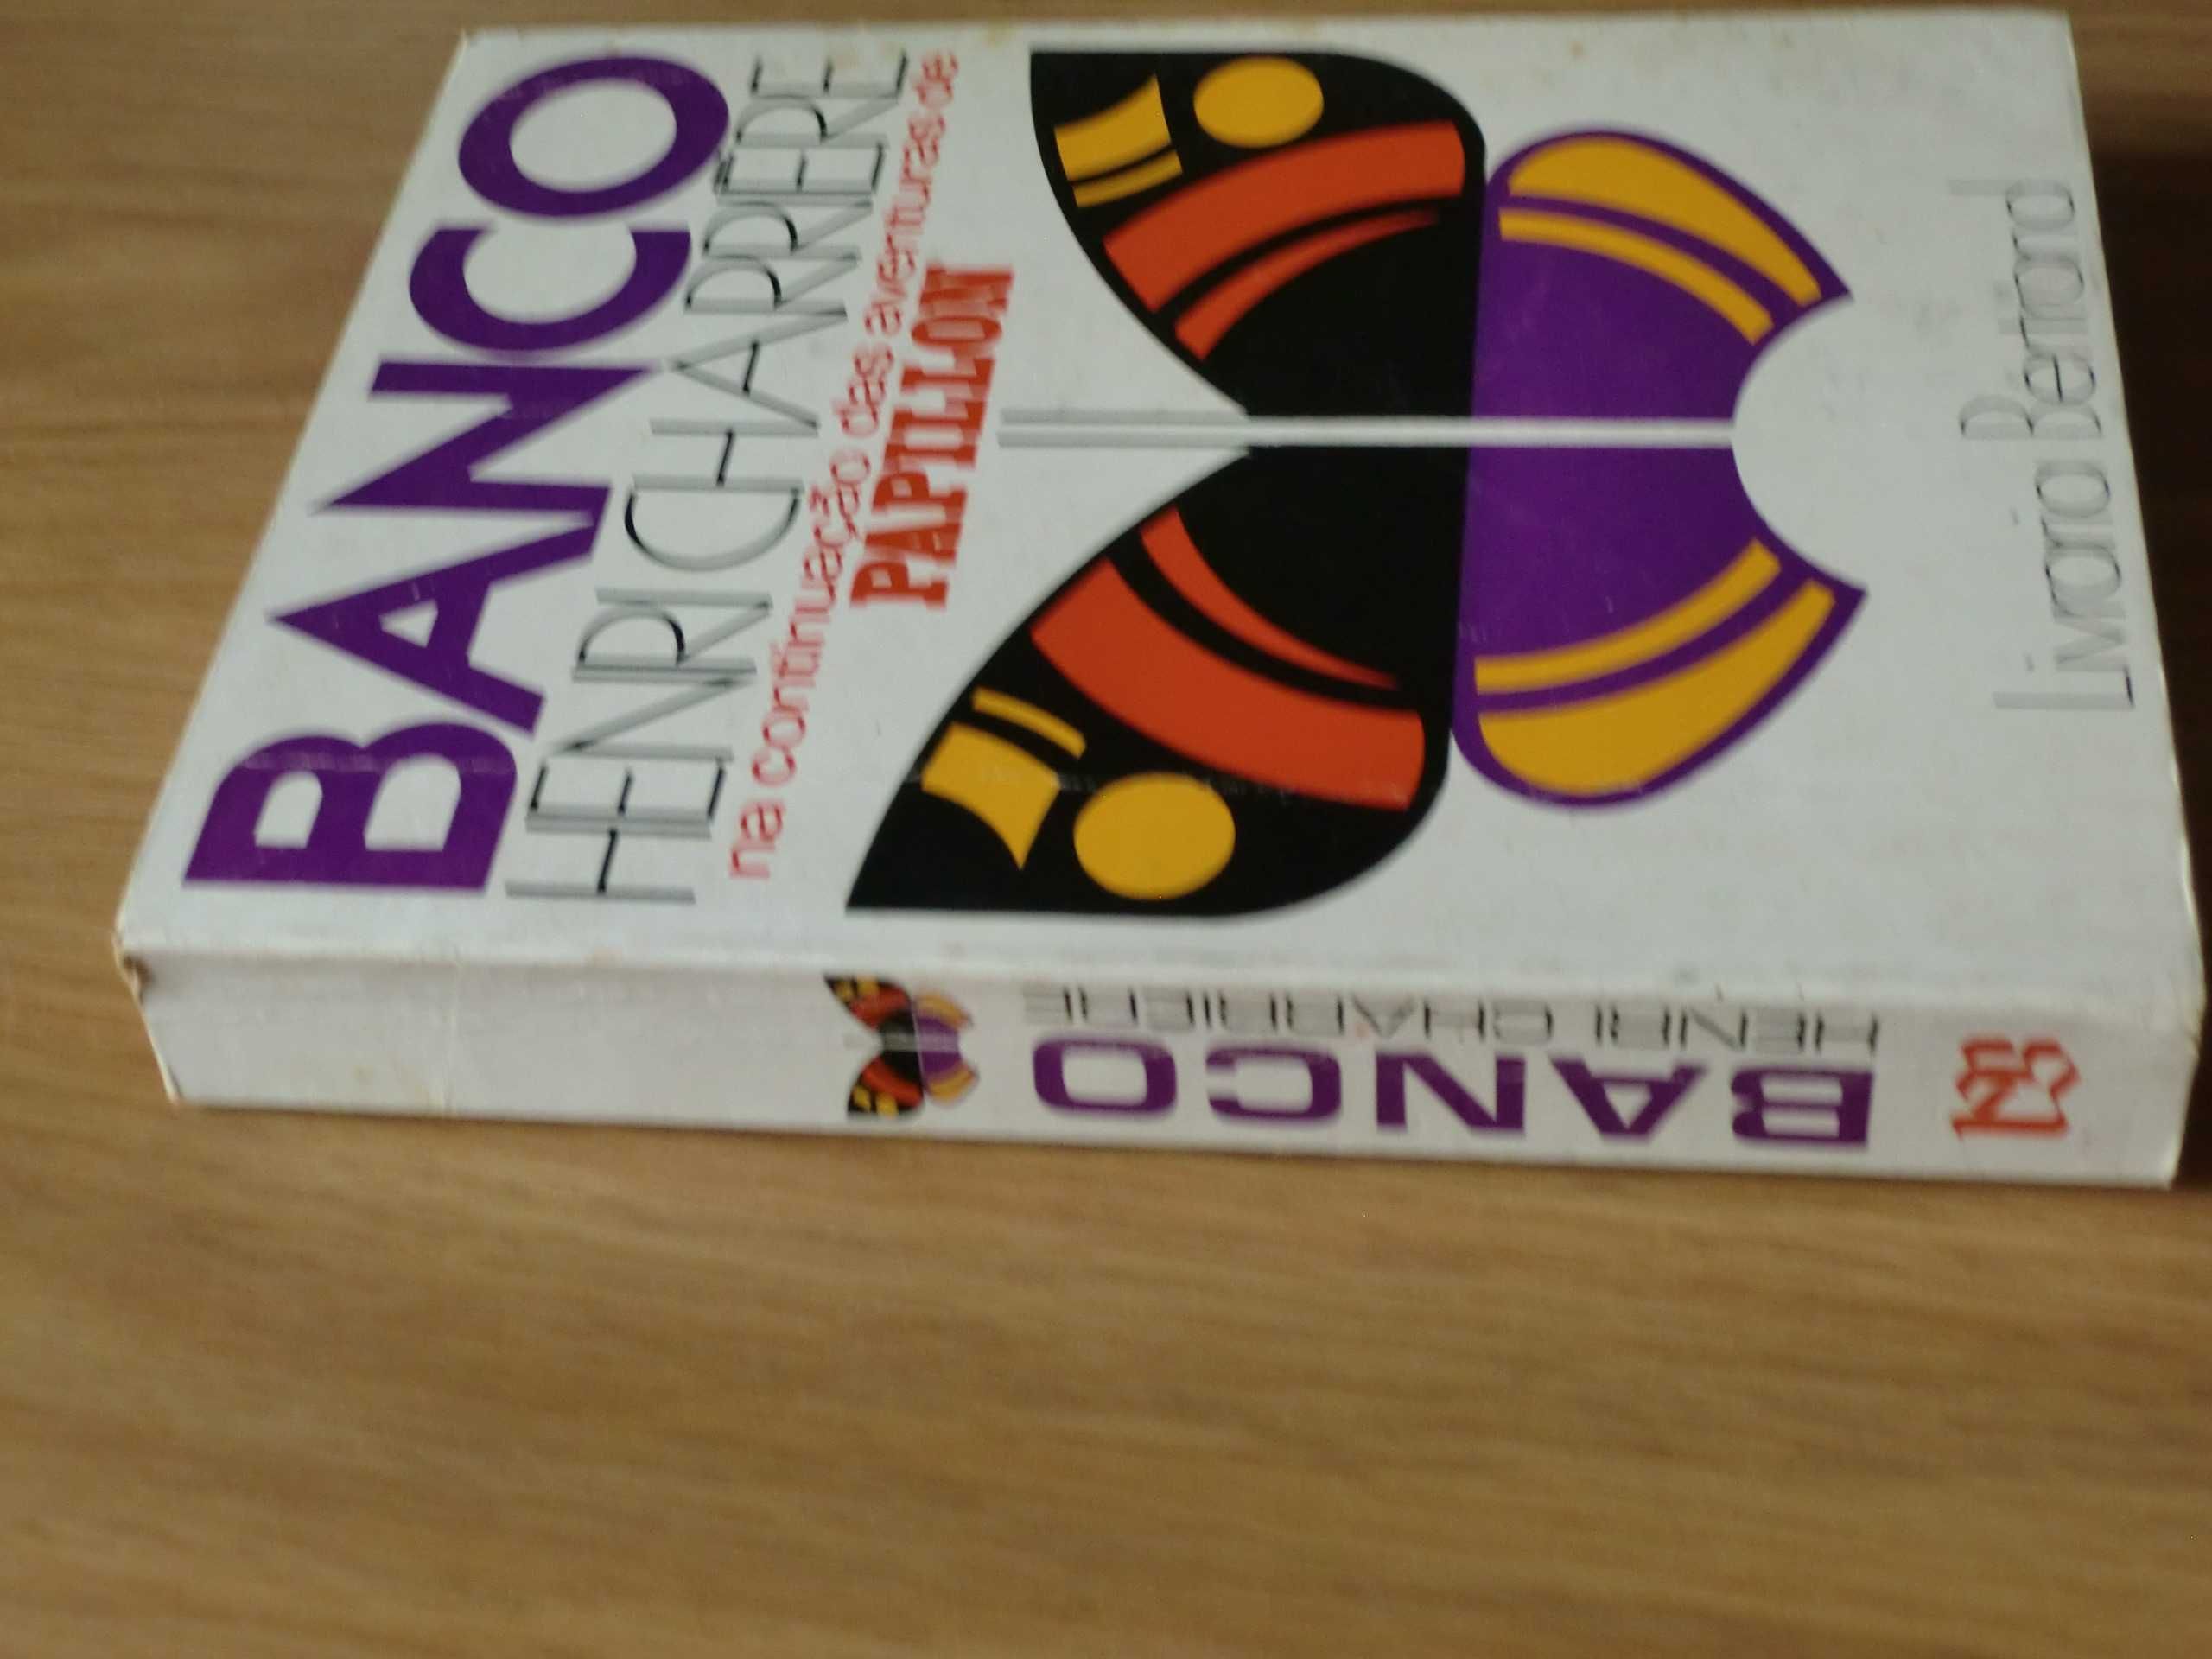 BANCO
HENRI CHARRIÈRE
na continuação das aventuras de
PAPILLON
Livraria Bertrand
BANCO
HENRI CHARRIÈRE